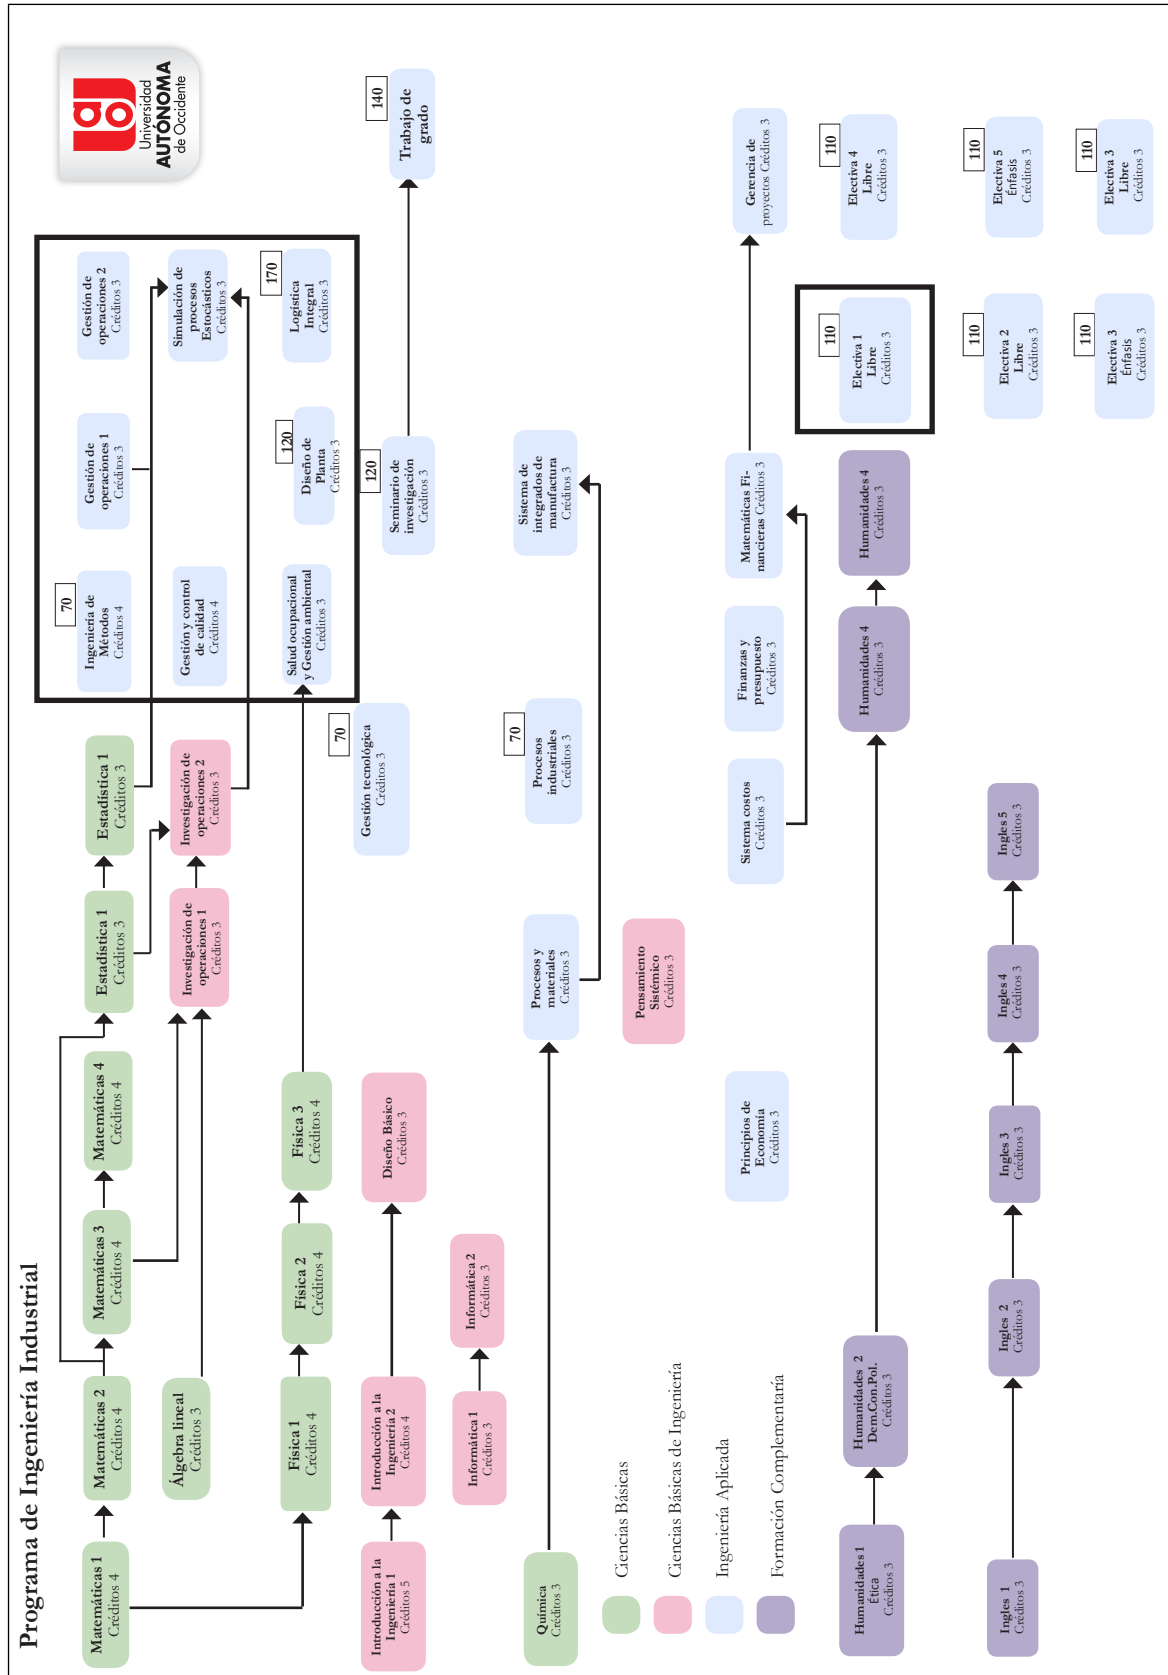 Programa de Ingeniería Industrial
Universidad
AUTÓNOMA
de Occidente
Matemáticas 1
Créditos 4
Matemáticas 2
Créditos 4
Matemáticas 3
Créditos 4
Matemáticas 4
Créditos 4
Estadística 1
Créditos 3
Estadística 1
Créditos 3
70
Ingeniería de
Métodos
Créditos 4
Gestión de
operaciones 1
Créditos 3
Gestión de
operaciones 2
Créditos 3
Álgebra lineal
Créditos 3
Investigación de
operaciones 1
Créditos 3
Investigación de
operaciones 2
Créditos 3
Gestión y control
de calidad
Créditos 4
Simulación de
procesos
Estocásticos
Créditos 3
Física 1
Créditos 4
Física 2
Créditos 4
Física 3
Créditos 4
Salud ocupacional
y Gestión ambiental
Créditos 3
120
Diseño de
Planta
Créditos 3
170
Logística
Integral
Créditos 3
Introducción a la
Ingeniería 1
Créditos 5
Introducción a la
Ingeniería 2
Créditos 4
Diseño Básico
Créditos 3
70
Gestión tecnológica
Créditos 3
120
Seminario de
investigación
Créditos 3
140
Trabajo de
grado
Informática 1
Créditos 3
Informática 2
Créditos 3
Química
Créditos 3
Procesos y
materiales
Créditos 3
70
Procesos
industriales
Créditos 3
Sistema de
integrados de
manufactura
Créditos 3
Pensamiento
Sistémico
Créditos 3
Ciencias Básicas
Ciencias Básicas de Ingeniería
Ingeniería Aplicada
Formación Complementaría
Principios de
Economía
Créditos 3
Sistema costos
Créditos 3
Finanzas y
presupuesto
Créditos 3
Matemáticas Fi-
nancieras Créditos 3
Gerencia de
proyectos Créditos 3
Humanidades 1
Ética
Créditos 3
Humanidades 2
Dem.Con.Pol.
Créditos 3
Humanidades 4
Créditos 3
Humanidades 4
Créditos 3
110
Electiva 1
Libre
Créditos 3
110
Electiva 4
Libre
Créditos 3
Ingles 1
Créditos 3
Ingles 2
Créditos 3
Ingles 3
Créditos 3
Ingles 4
Créditos 3
Ingles 5
Créditos 3
110
Electiva 2
Libre
Créditos 3
110
Electiva 5
Énfasis
Créditos 3
110
Electiva 3
Énfasis
Créditos 3
110
Electiva 3
Libre
Créditos 3